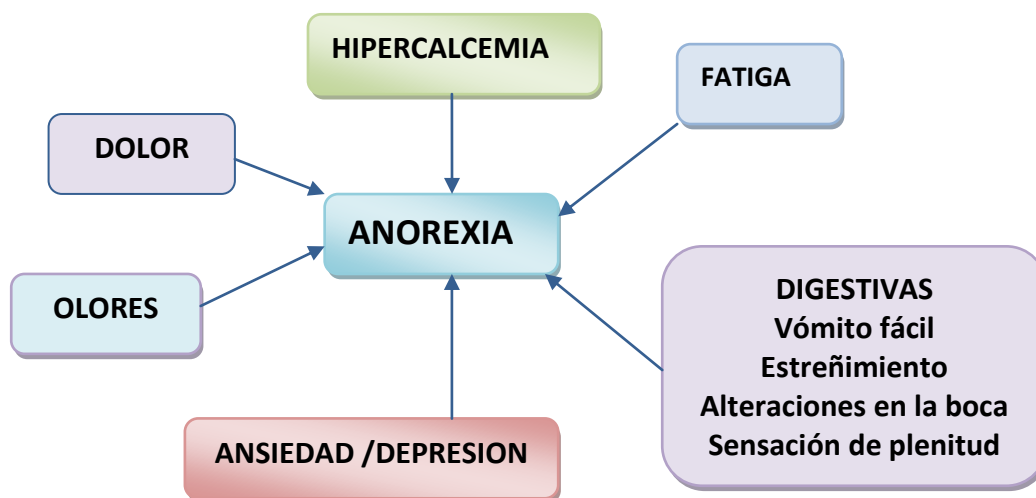 HIPERCALCEMIA
FATIGA
DOLOR
ANOREXIA
OLORES
DIGESTIVAS
Vómito fácil
Estreñimiento
Alteraciones en la boca
Sensación de plenitud
ANSIEDAD /DEPRESION